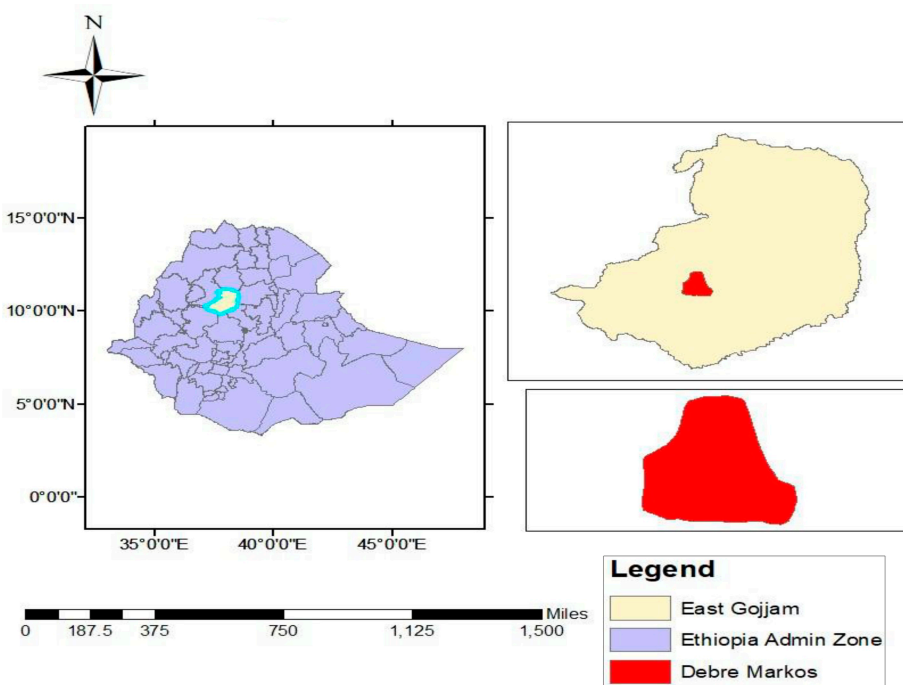 N
15°0'0"N
10°0'0"N
5°0'0"N
0°0'0"
35°0'0"E 40°0'0"E 45°0'0"E
Miles
0 187.5 375 750 1,125 1,500
Legend
East Gojjam
Ethiopia Admin Zone
Debre Markos